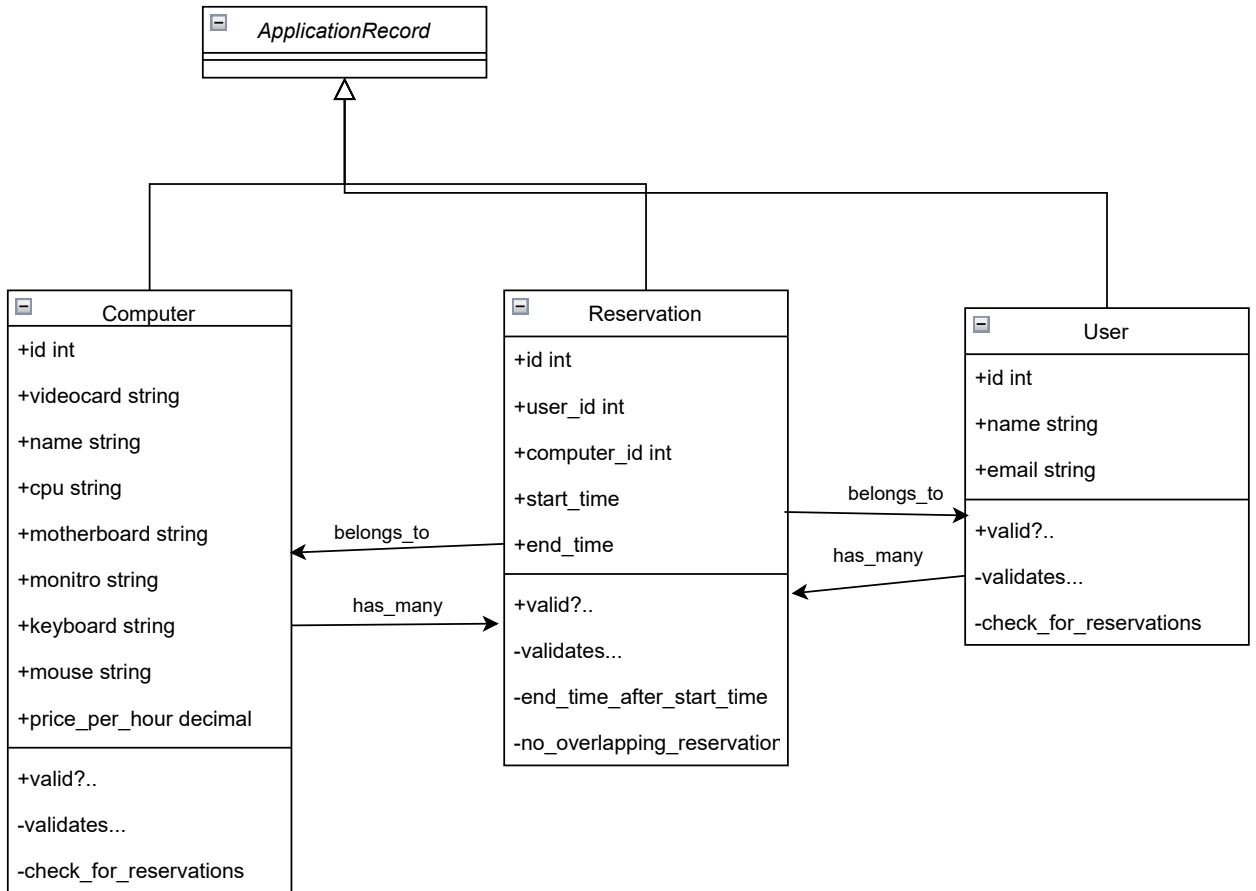 ApplicationRecord
Computer
+id int
+videocard string
+name string
+cpu string
+motherboard string
+monitro string
+keyboard string
+mouse string
+price_per_hour decimal
+valid?..
-validates...
-check_for_reservations
belongs_to
has_many
Reservation
+id int
+user_id int
+computer_id int
+start_time
+end_time
+valid?..
-validates...
-end_time_after_start_time
-no_overlapping_reservation
belongs_to
has_many
User
+id int
+name string
+email string
+valid?..
-validates...
-check_for_reservations